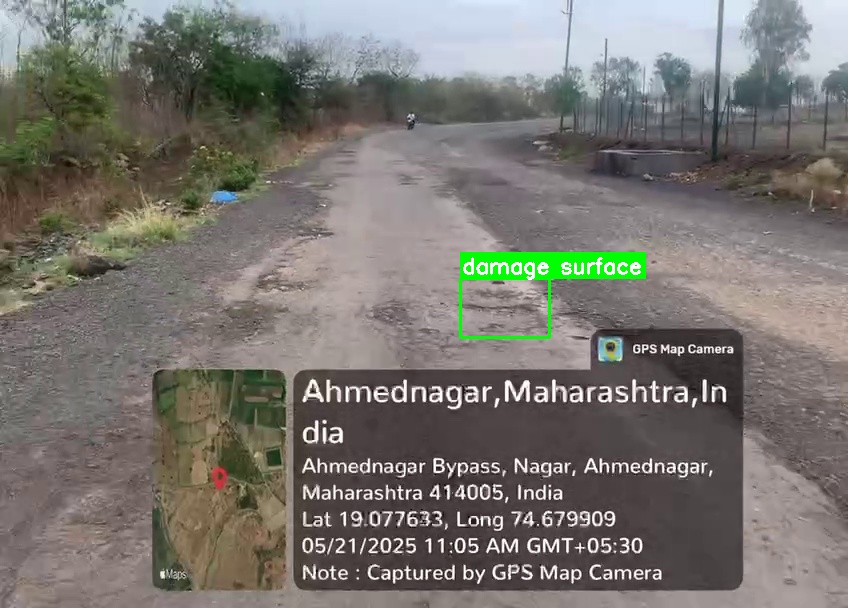 damage surface
GPS Map Camera
Ahmednagar,Maharashtra,In
dia
Ahmednagar Bypass, Nagar, Ahmednagar,
Maharashtra 414005, India
Lat 19.077633, Long 74.679909
05/21/2025 11:05 AM GMT+05:30
Note : Captured by GPS Map Camera
Maps